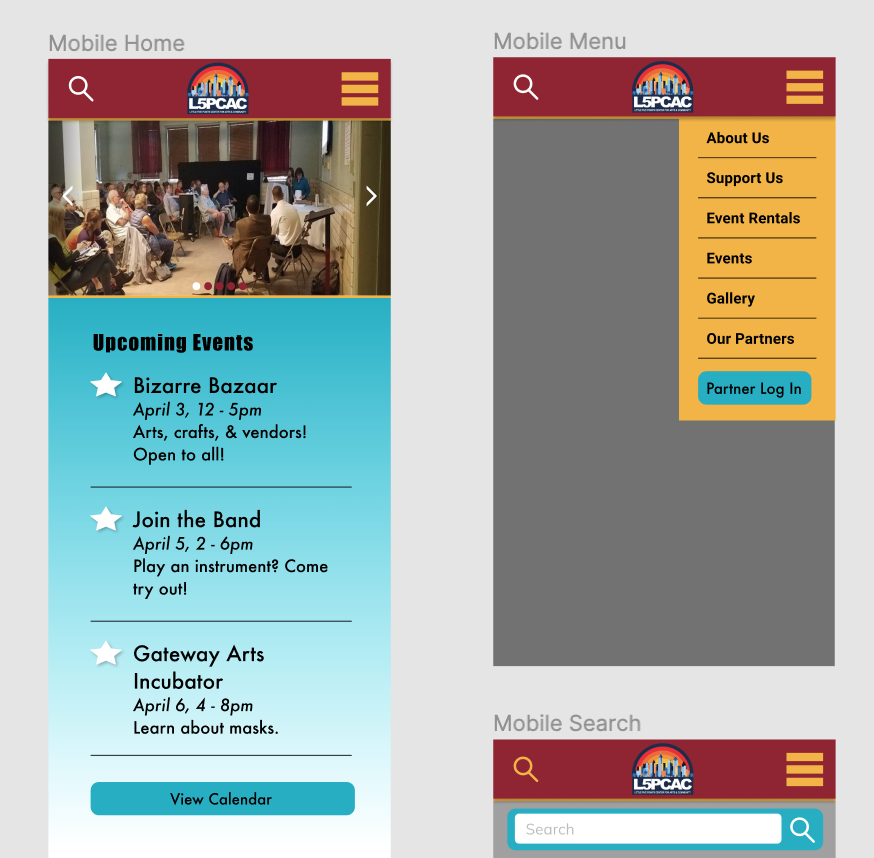 Mobile Home
L5PCAC
Upcoming Events
Bizarre Bazaar
April 3, 12 - 5pm
Arts, crafts, & vendors!
Open to all!
Join the Band
April 5, 2 - 6pm
Play an instrument? Come
try out!
Gateway Arts
Incubator
April 6, 4 - 8pm
Learn about masks.
View Calendar
Mobile Menu
L5PCAC
About Us
Support Us
Event Rentals
Events
Gallery
Our Partners
Partner Log In
Mobile Search
L5PCAC
Search